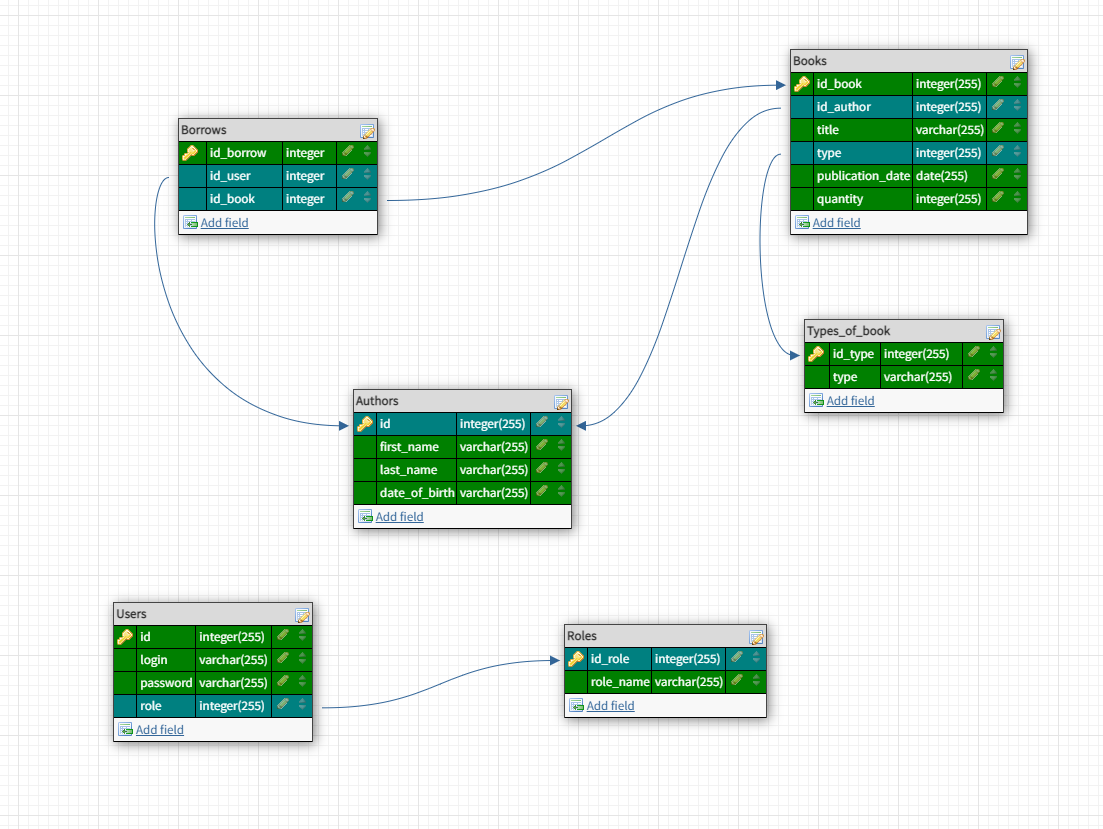 Books
id_book integer(255)
id_author integer(255)
title varchar(255)
type integer(255)
publication_date date(255)
quantity integer(255)
Add field
Borrows
id_borrow integer
id_user integer
id_book integer
Add field
Types_of_book
id_type integer(255)
type varchar(255)
Add field
Authors
id integer(255)
first_name varchar(255)
last_name varchar(255)
date_of_birth varchar(255)
Add field
Users
id integer(255)
login varchar(255)
password varchar(255)
role integer(255)
Add field
Roles
id_role integer(255)
role_name varchar(255)
Add field